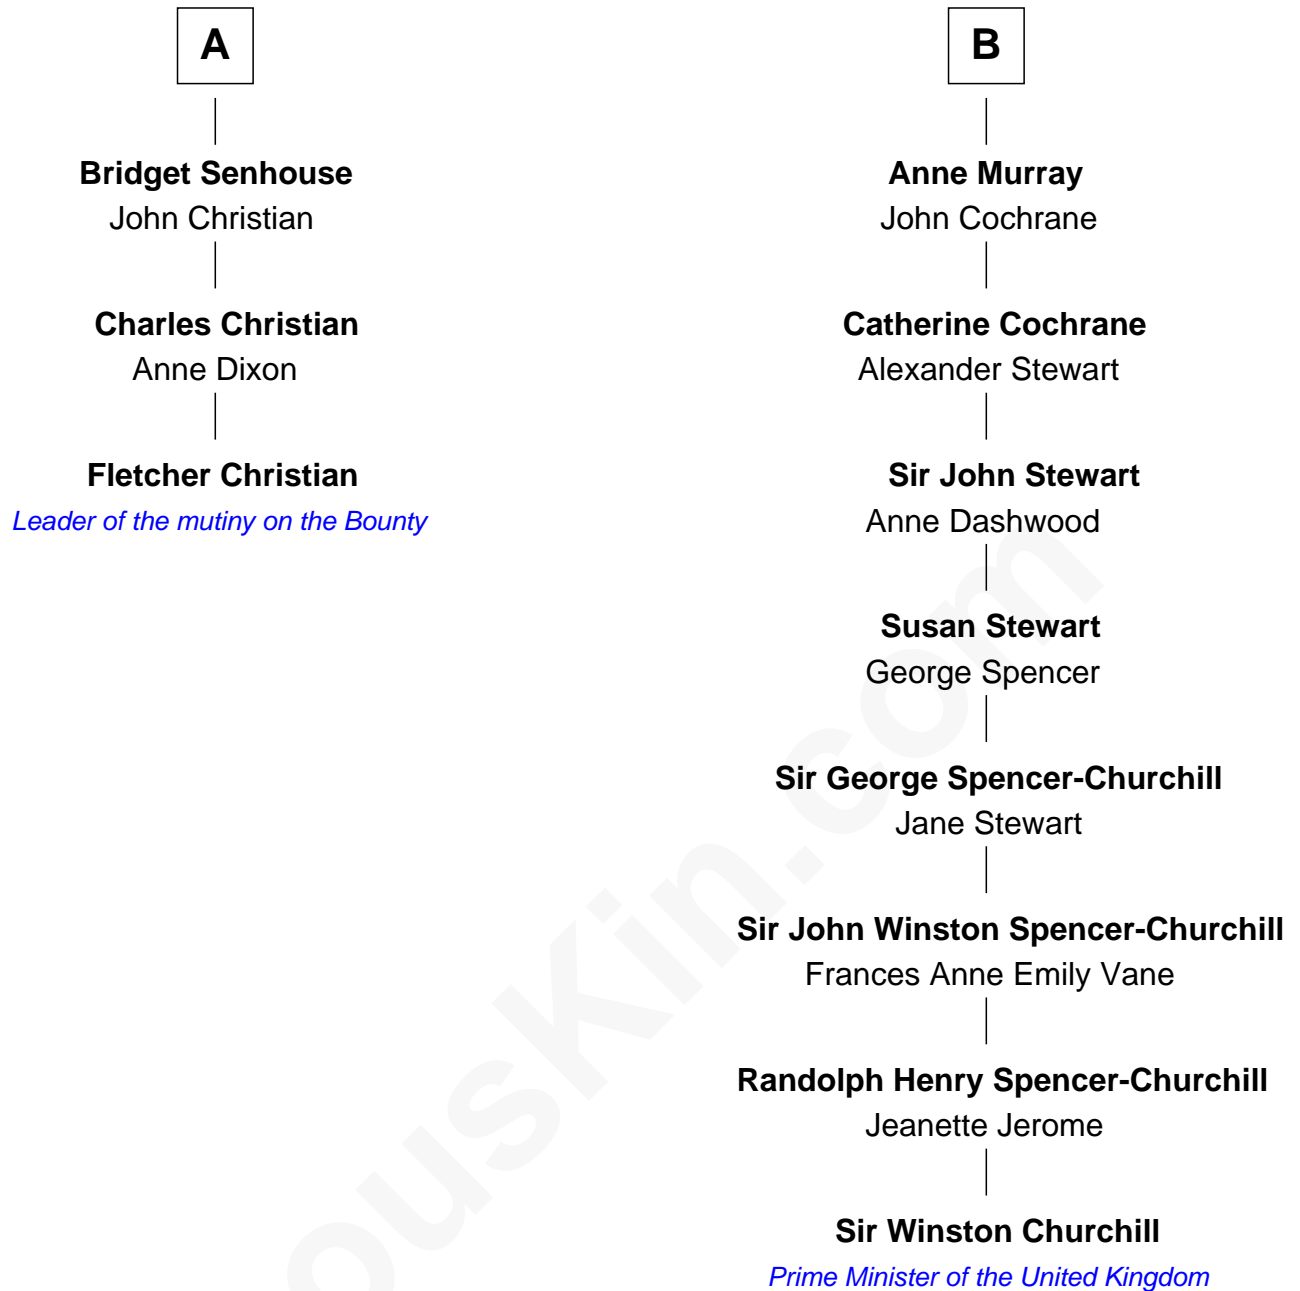 A
Bridget Senhouse
John Christian
Charles Christian
Anne Dixon
Fletcher Christian
Leader of the mutiny on the Bounty
B
Anne Murray
John Cochrane
Catherine Cochrane
Alexander Stewart
Sir John Stewart
Anne Dashwood
Susan Stewart
George Spencer
Sir George Spencer-Churchill
Jane Stewart
Sir John Winston Spencer-Churchill
Frances Anne Emily Vane
Randolph Henry Spencer-Churchill
Jeanette Jerome
Sir Winston Churchill
Prime Minister of the United Kingdom
ousKin.com